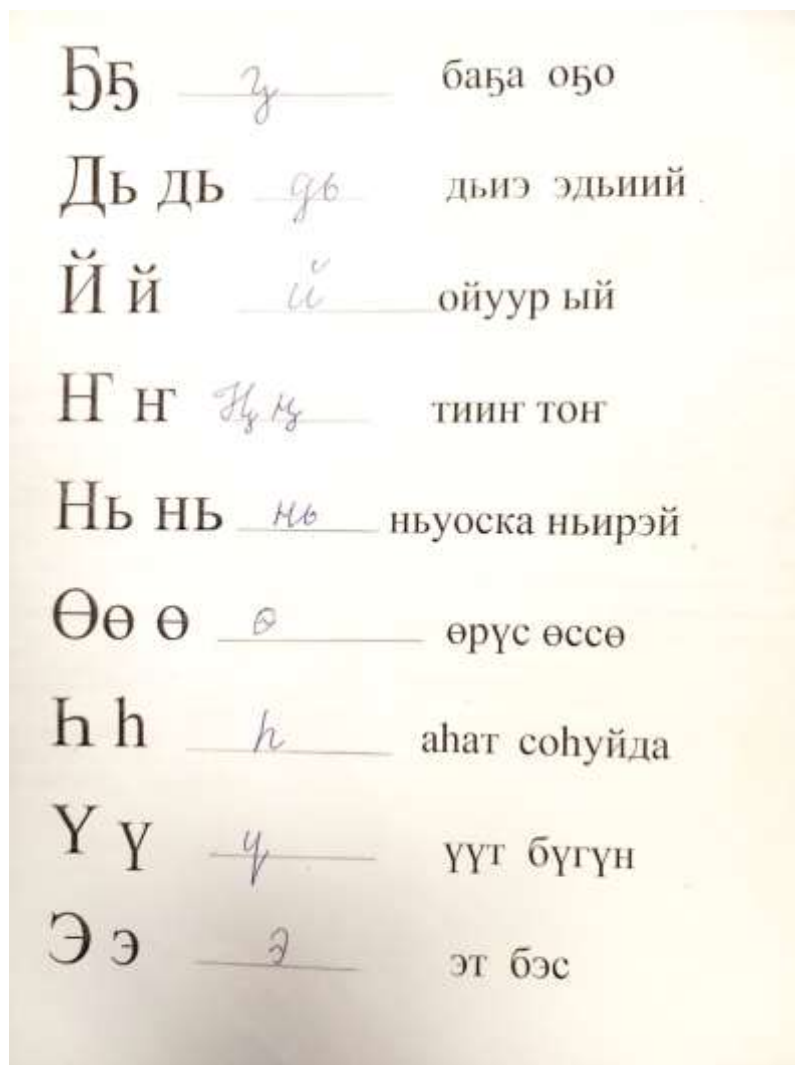 Ҕҕ ҕ баҕа оҕо
Дь дь дь дьиэ эдьиий
Й й й ойуур ый
Ҥ ҥ Ҥ ҥ тииҥ тоҥ
Нь нь нь ньуоска ньирэй
Өө ө ө өрүс өссө
Һ һ һ аһат соһуйда
Ү ү ү үүт бүгүн
Э э э эт бэс